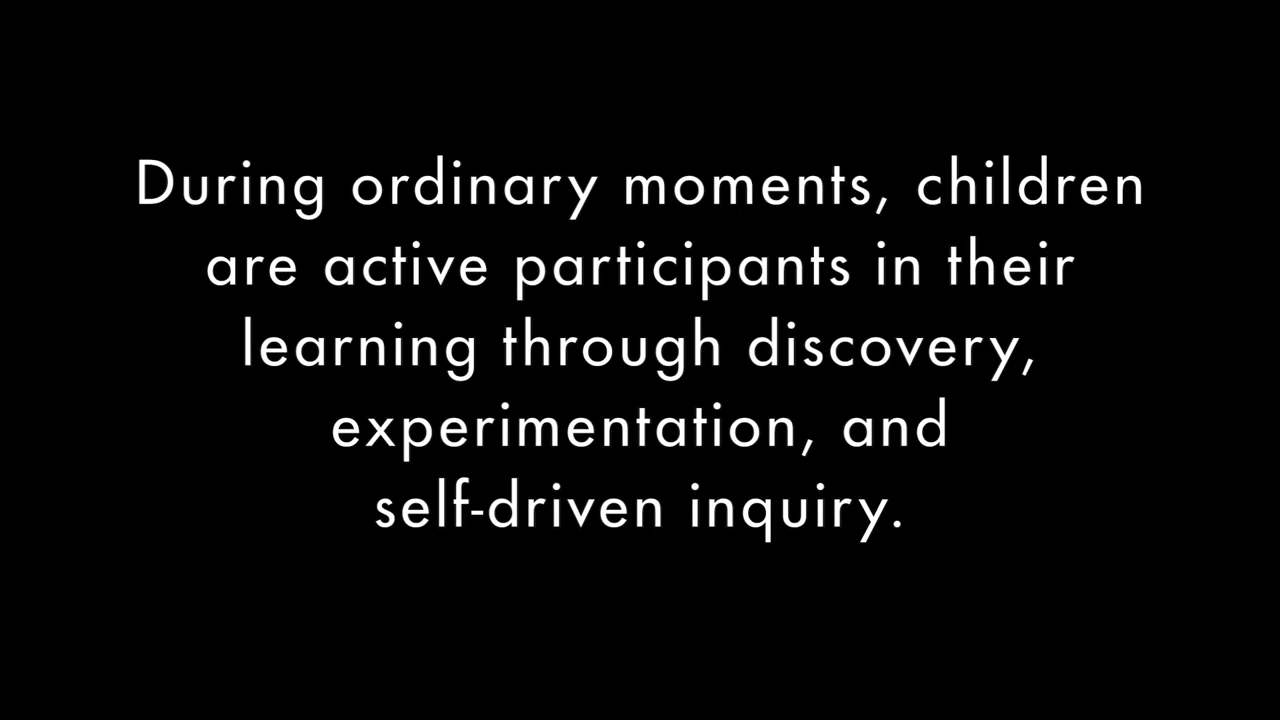 During ordinary moments, children
are active participants in their
learning through discovery,
experimentation, and
self-driven inquiry.